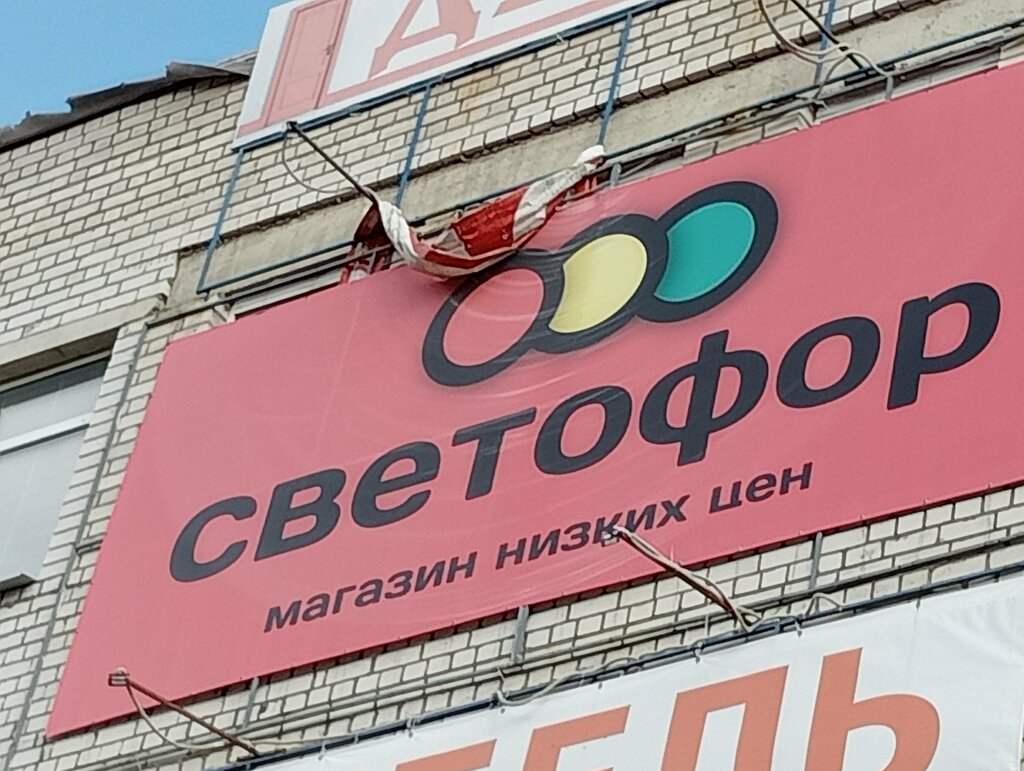 светофор
магазин низких цен